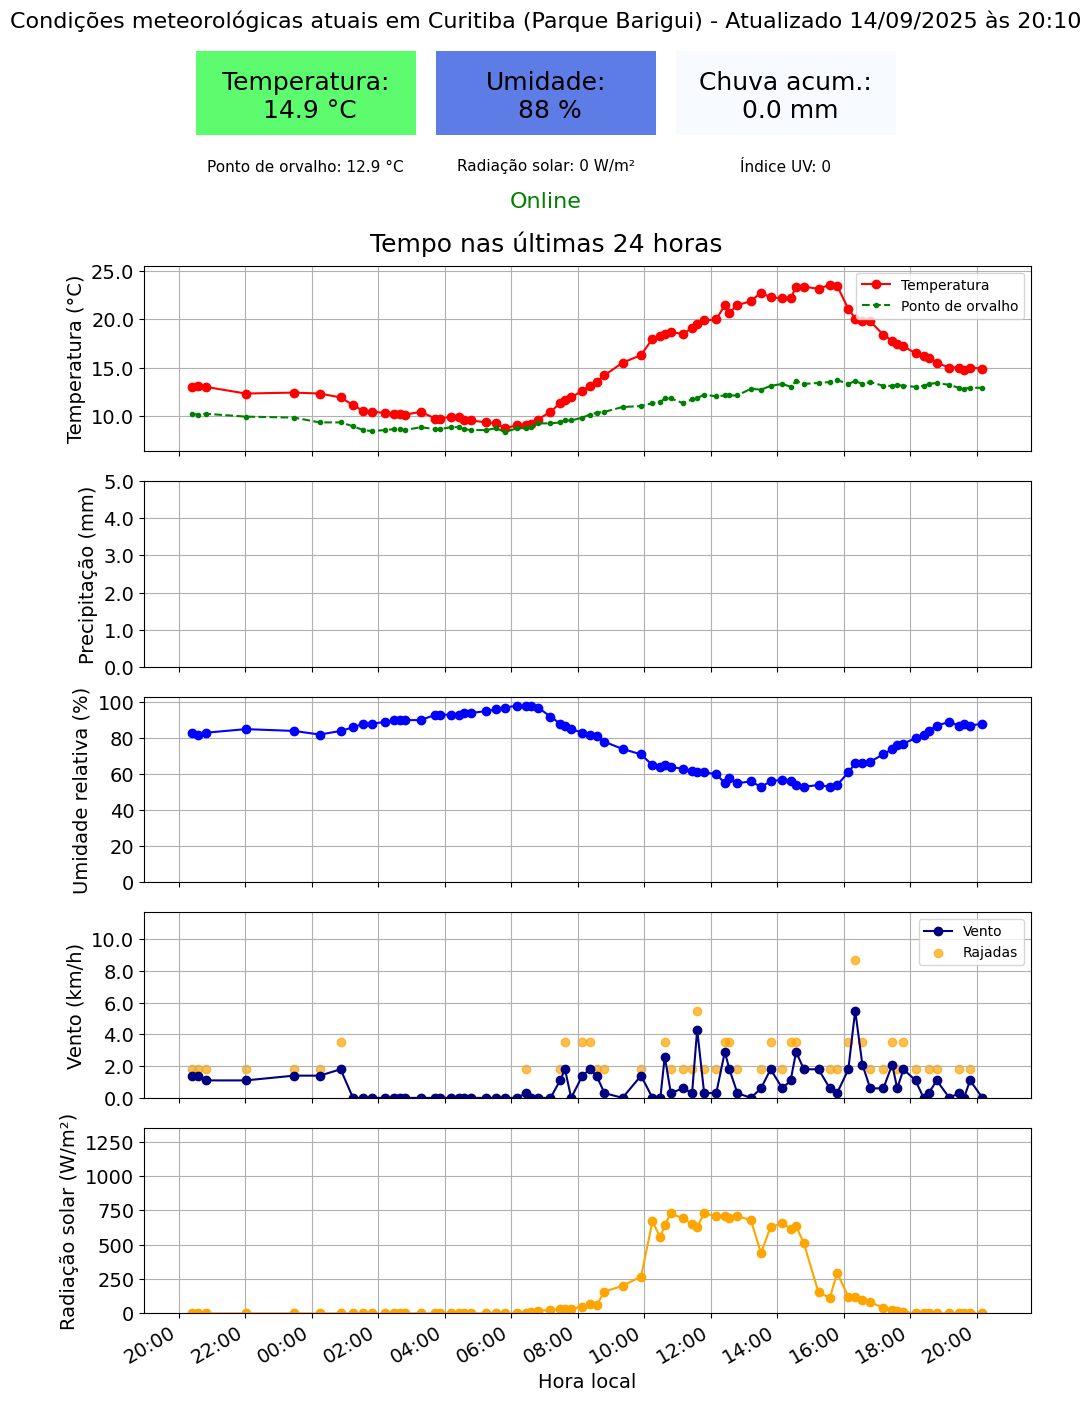 Condições meteorológicas atuais em Curitiba (Parque Barigui) - Atualizado 14/09/2025 às 20:10
Temperatura:
14.9 °C
Umidade:
88 %
Chuva acum.:
0.0 mm
Ponto de orvalho: 12.9 °C
Radiação solar: 0 W/m²
Índice UV: 0
Online
Tempo nas últimas 24 horas
Temperatura (°C)
25.0
20.0
15.0
10.0
Temperatura
Ponto de orvalho
Precipitação (mm)
5.0
4.0
3.0
2.0
1.0
0.0
Umidade relativa (%)
100
80
60
40
20
0
Vento (km/h)
10.0
8.0
6.0
4.0
2.0
0.0
Vento
Rajadas
Radiação solar (W/m²)
1250
1000
750
500
250
0
20:00
22:00
00:00
02:00
04:00
06:00
08:00
10:00
12:00
14:00
16:00
18:00
20:00
Hora local